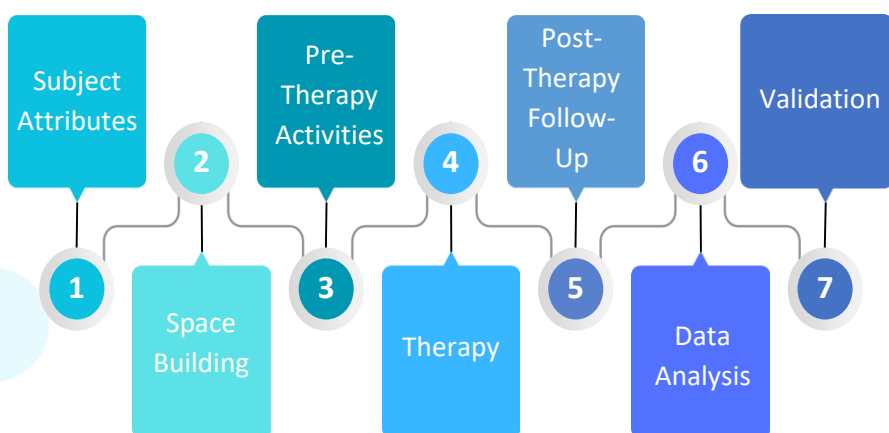 Subject
Attributes
1
2
Space
Building
Pre-
Therapy
Activities
3
4
Therapy
Post-
Therapy
Follow-
Up
5
6
Data
Analysis
Validation
7